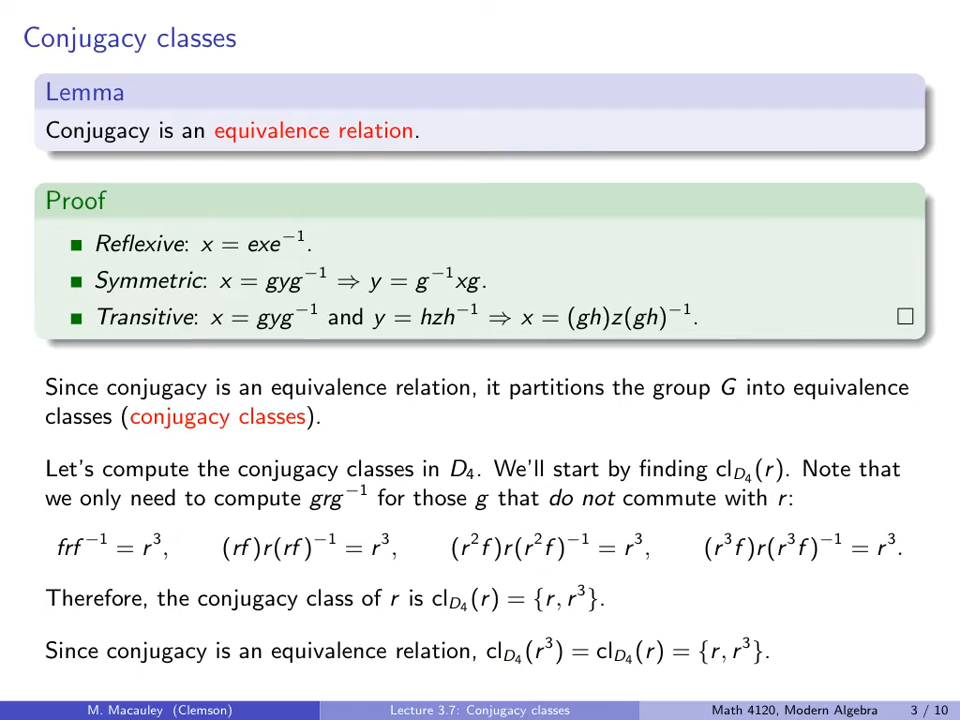 Conjugacy classes
Lemma
Conjugacy is an equivalence relation.
Proof
■ Reflexive: x = exe⁻¹.
■ Symmetric: x = gyg⁻¹ ⇒ y = g⁻¹xg.
■ Transitive: x = gyg⁻¹ and y = hzh⁻¹ ⇒ x = (gh)z(gh)⁻¹. □
Since conjugacy is an equivalence relation, it partitions the group G into equivalence
classes (conjugacy classes).
Let's compute the conjugacy classes in D₄. We'll start by finding cl_{D₄}(r). Note that
we only need to compute grg⁻¹ for those g that do not commute with r:
frf⁻¹ = r³, (rf)r(rf)⁻¹ = r³, (r²f)r(r²f)⁻¹ = r³, (r³f)r(r³f)⁻¹ = r³.
Therefore, the conjugacy class of r is cl_{D₄}(r) = {r, r³}.
Since conjugacy is an equivalence relation, cl_{D₄}(r³) = cl_{D₄}(r) = {r, r³}.
M. Macauley (Clemson) Lecture 3.7: Conjugacy classes Math 4120, Modern Algebra 3 / 10